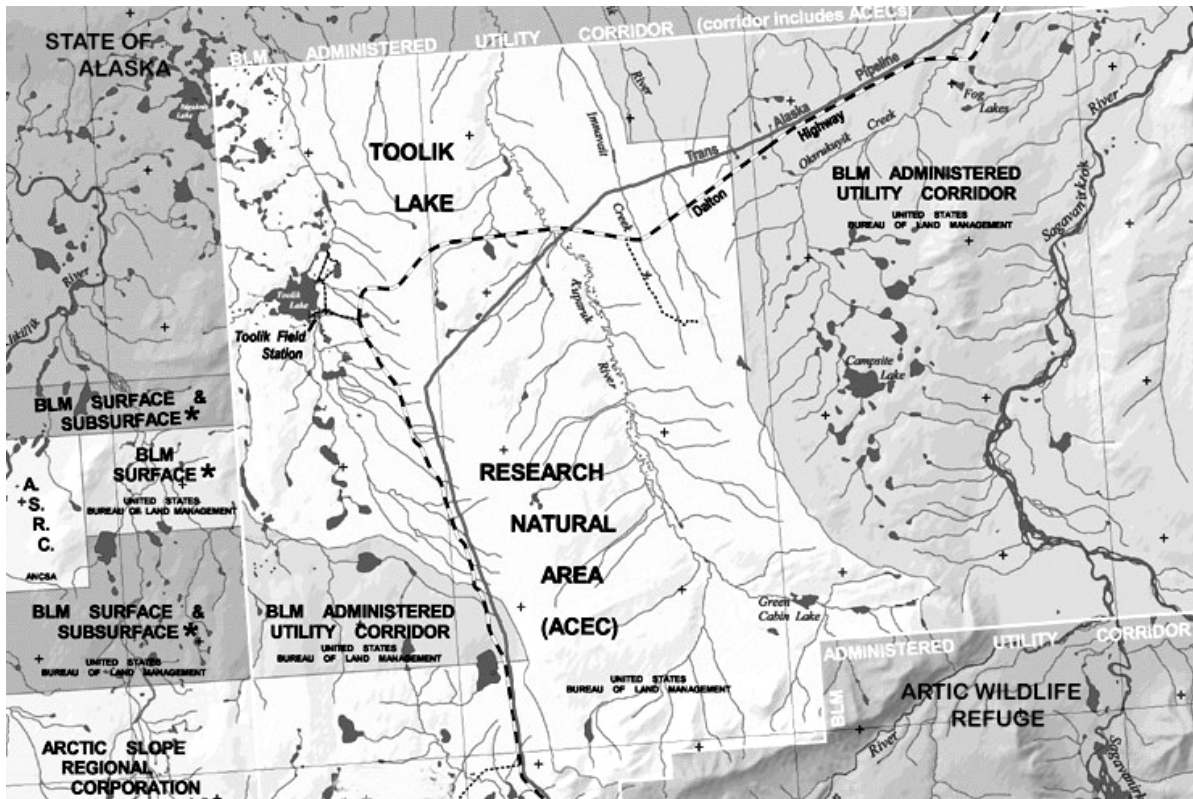 STATE OF
ALASKA
BLM ADMINISTERED UTILITY CORRIDOR (corridor includes ACECs)
Lake
TOOLIK
LAKE
River
Imnavait
Creek
Trans Alaska Pipeline
Dalton Highway
Oksrukuyik Creek
Fog
Lakes
River
Sagavanirktok
BLM ADMINISTERED
UTILITY CORRIDOR
UNITED STATES
BUREAU OF LAND MANAGEMENT
River
Toolik
Lake
Toolik Field
Station
Kuparuk
River
Campsite
Lake
BLM SURFACE &
SUBSURFACE *
BLM
SURFACE *
UNITED STATES
BUREAU OF LAND MANAGEMENT
A.
S.
R.
C.
ANCSA
RESEARCH
NATURAL
AREA
(ACEC)
UNITED STATES
BUREAU OF LAND MANAGEMENT
BLM SURFACE &
SUBSURFACE *
UNITED STATES
BUREAU OF LAND MANAGEMENT
BLM ADMINISTERED
UTILITY CORRIDOR
UNITED STATES
BUREAU OF LAND MANAGEMENT
Green
Cabin Lake
BLM ADMINISTERED UTILITY CORRIDOR
ARTIC WILDLIFE
REFUGE
River
ARCTIC SLOPE
REGIONAL
CORPORATION